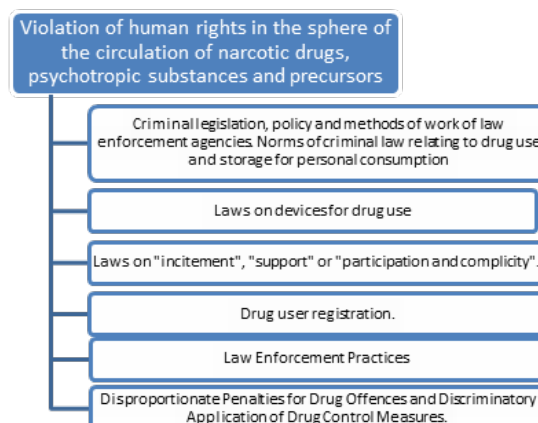 Violation of human rights in the sphere of
the circulation of narcotic drugs,
psychotropic substances and precursors
Criminal legislation, policy and methods of work of law
enforcement agencies. Norms of criminal law relating to drug use
and storage for personal consumption
Laws on devices for drug use
Laws on "incitement", "support" or "participation and complicity".
Drug user registration.
Law Enforcement Practices
Disproportionate Penalties for Drug Offences and Discriminatory
Application of Drug Control Measures.